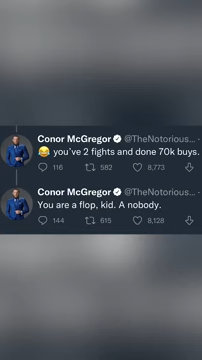 Conor McGregor @TheNotorious...
😂 you've 2 fights and done 70k buys.
116 582 8,773
Conor McGregor @TheNotorious...
You are a flop, kid. A nobody.
144 615 8,128